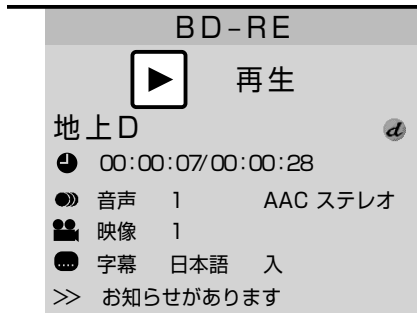 BD-RE
再生
地上D
d
00:00:07/00:00:28
音声 1 AAC ステレオ
映像 1
字幕 日本語 入
>> お知らせがあります